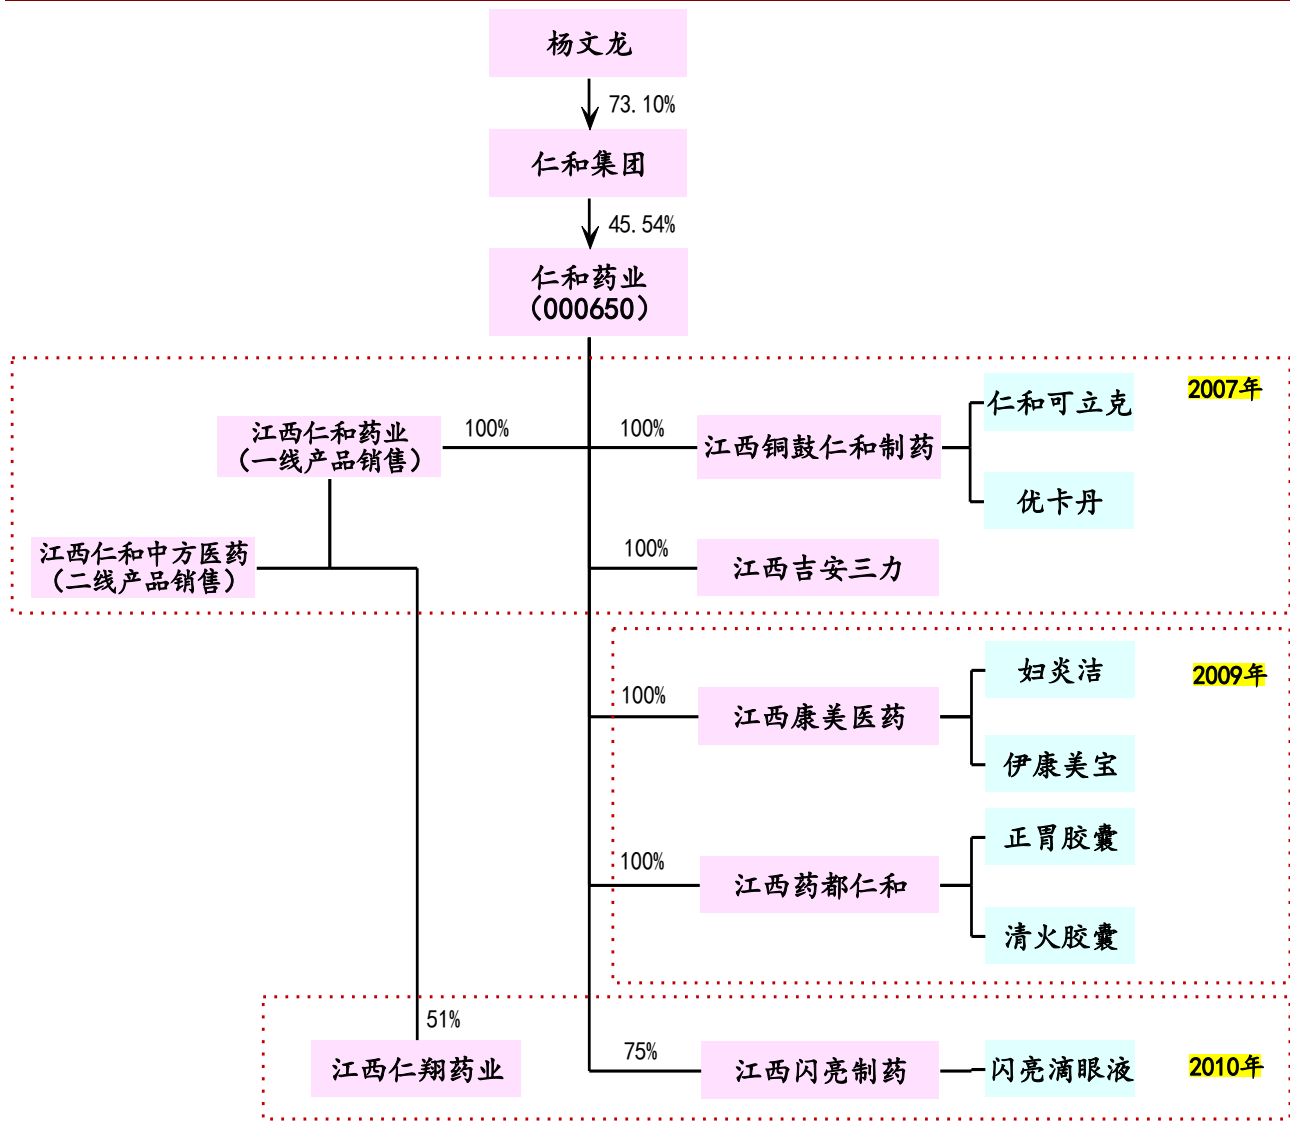 杨文龙
73.10%
仁和集团
45.54%
仁和药业
（000650）
2007年
仁和可立克
江西仁和药业
（一线产品销售）
100%
100%
江西铜鼓仁和制药
优卡丹
江西仁和中方医药
（二线产品销售）
100%
江西吉安三力
妇炎洁
2009年
100%
江西康美医药
伊康美宝
正胃胶囊
100%
江西药都仁和
清火胶囊
51%
江西仁翔药业
75%
江西闪亮制药
闪亮滴眼液
2010年